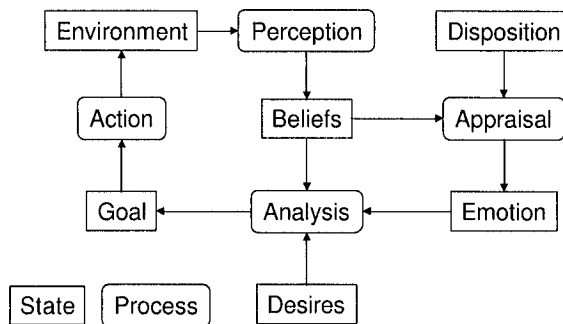 Environment
Perception
Disposition
Action
Beliefs
Appraisal
Goal
Analysis
Emotion
State
Process
Desires